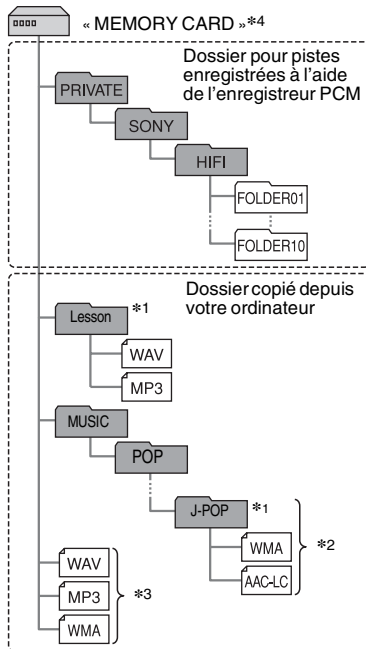 « MEMORY CARD »*4
Dossier pour pistes
enregistrées à l'aide
de l'enregistreur PCM
PRIVATE
SONY
HIFI
FOLDER01
FOLDER10
Dossier copié depuis
votre ordinateur
Lesson *1
WAV
MP3
MUSIC
POP
J-POP *1
WMA
*2
AAC-LC
WAV
MP3 *3
WMA